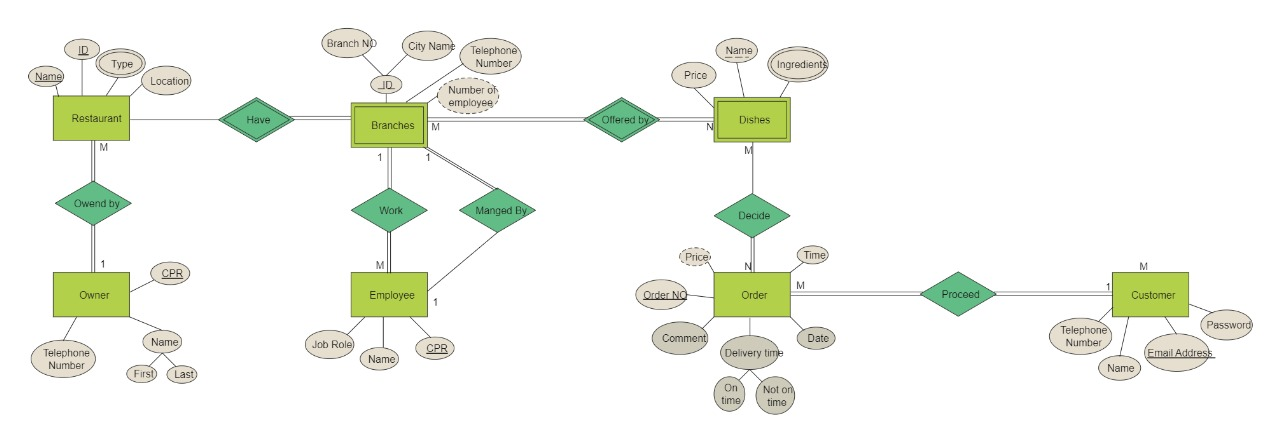 Branch NO
City Name
ID
Type
Name
Location
Telephone
Number
ID
Number of
employee
Name
Price
Ingredients
Restaurant
Have
Branches
Offered by
Dishes
M
N
M
1
1
M
Owend by
Work
Manged By
Decide
1
M
1
N
CPR
Owner
Telephone
Number
Name
First
Last
Employee
Job Role
Name
CPR
Price
Time
Order NO
Order
Comment
Delivery time
Date
On
time
Not on
time
M
Proceed
1
M
Customer
Telephone
Number
Name
Email Address
Password